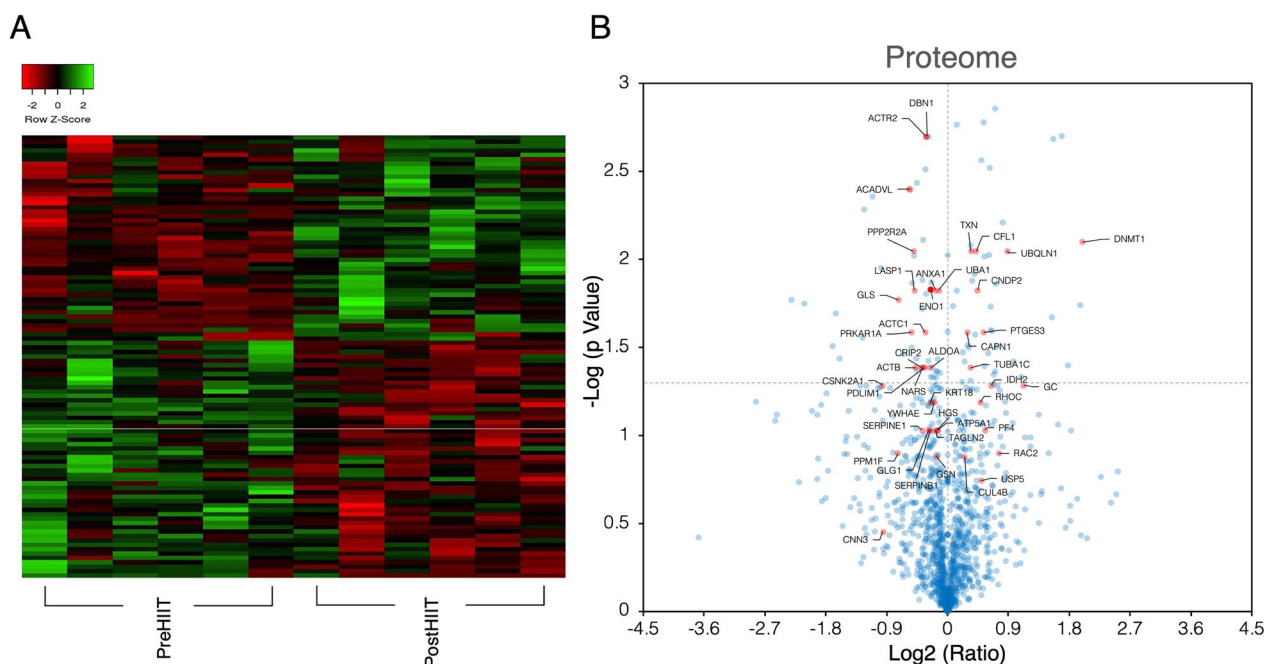 A
-2 0 2
Row Z-Score
PreHIIT
PostHIIT
B
Proteome
3
2.5
2
1.5
1
0.5
0
-Log (p Value)
DBN1
ACTR2
ACADVL
PPP2R2A
TXN
CFL1
DNMT1
UBQLN1
LASP1
ANXA1
UBA1
CNDP2
GLS
ENO1
ACTC1
PRKAR1A
PTGES3
CAPN1
CRIP2
ALDOA
ACTB
TUBA1C
CSNK2A1
PDLIM1
NARS
KRT18
IDH2
GC
RHOC
YWHAE
HGS
SERPINE1
ATP5A1
PF4
TAGLN2
PPM1F
RAC2
GLG1
GSN
USP5
SERPINB1
CUL4B
CNN3
-4.5 -3.6 -2.7 -1.8 -0.9 0 0.9 1.8 2.7 3.6 4.5
Log2 (Ratio)